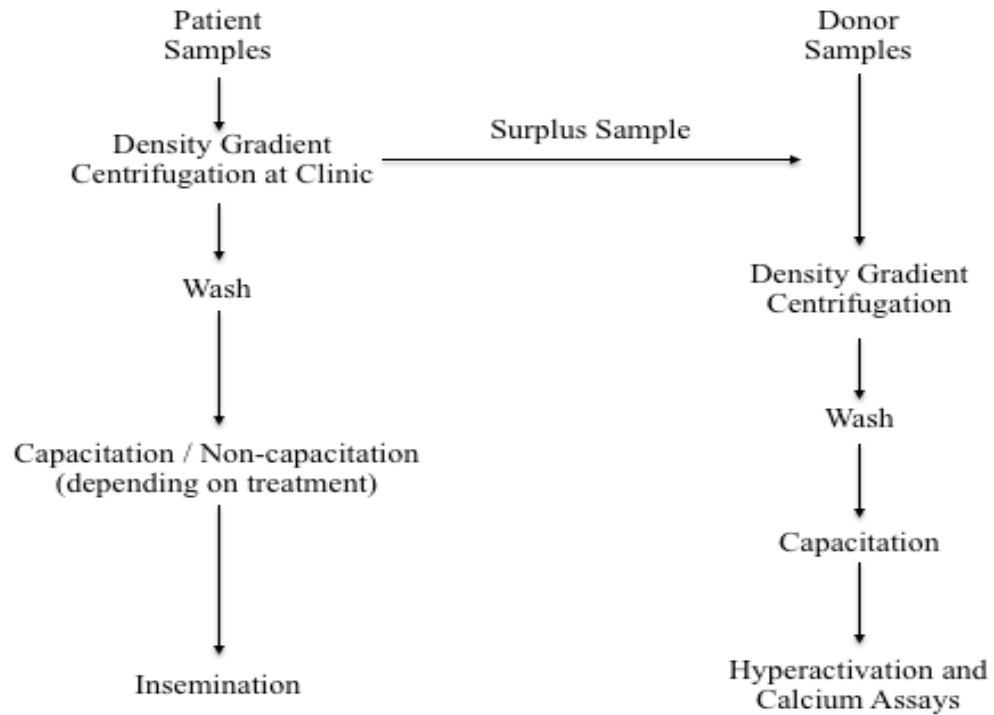 Patient
Samples
Density Gradient
Centrifugation at Clinic
Wash
Capacitation / Non-capacitation
(depending on treatment)
Insemination
Surplus Sample
Donor
Samples
Density Gradient
Centrifugation
Wash
Capacitation
Hyperactivation and
Calcium Assays